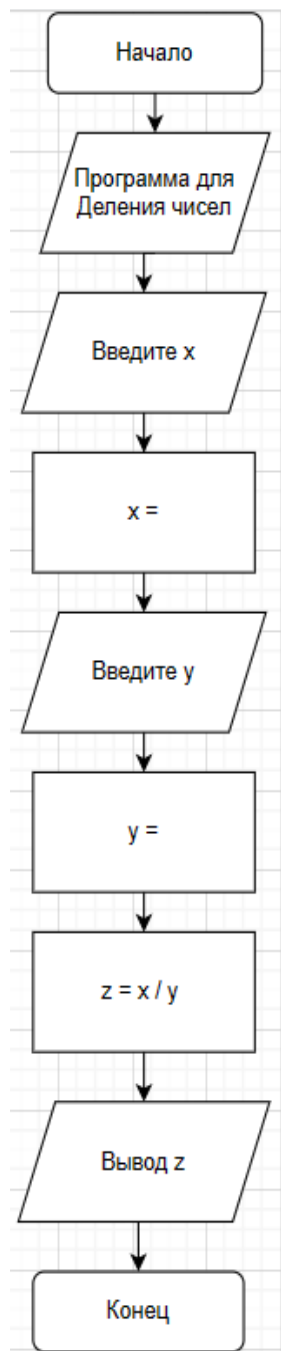 Начало
Программа для
Деления чисел
Введите x
x =
Введите y
y =
z = x / y
Вывод z
Конец